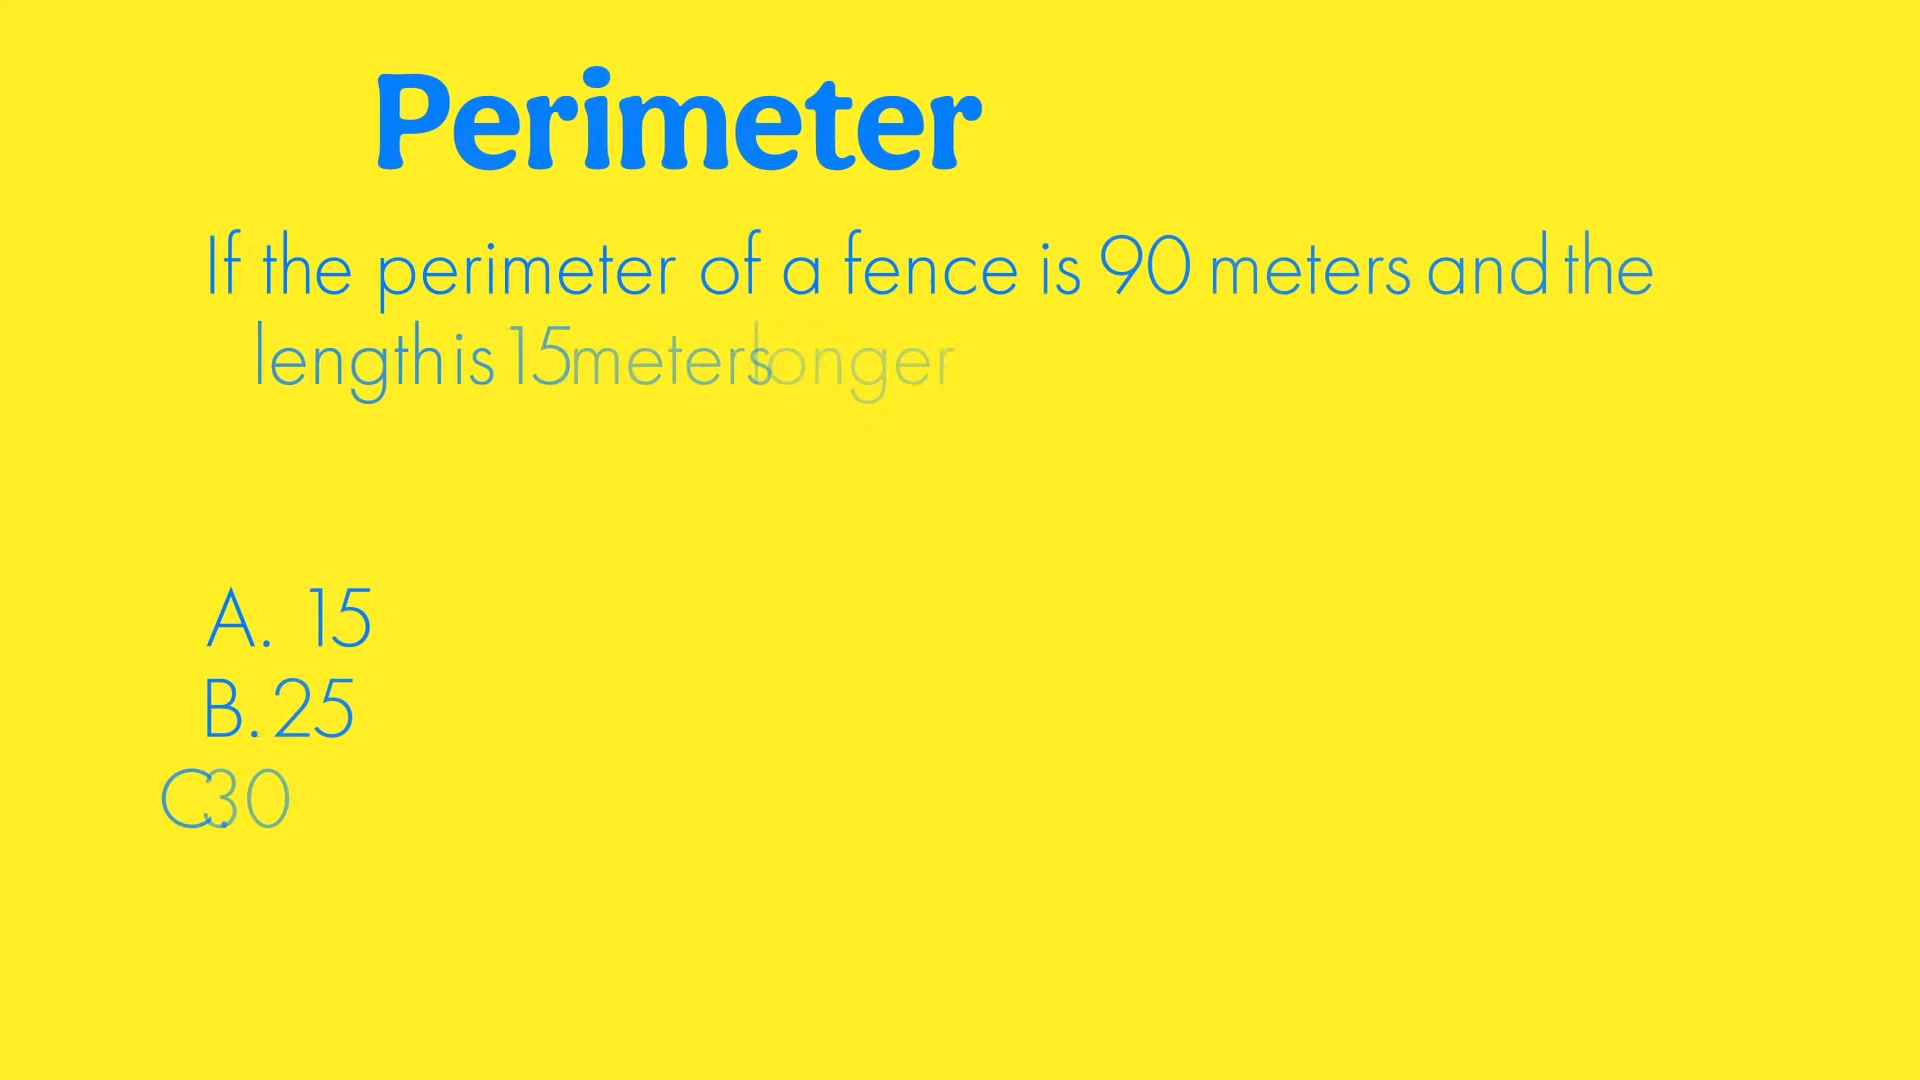 Perimeter
If the perimeter of a fence is 90 meters and the
length is 15 meters longer
A. 15
B. 25
C. 30